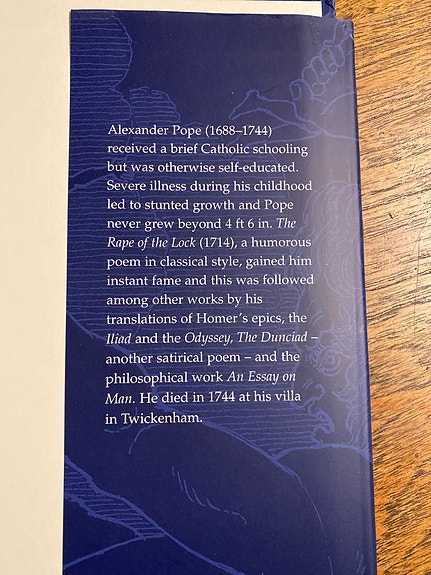 Alexander Pope (1688–1744)
received a brief Catholic schooling
but was otherwise self-educated.
Severe illness during his childhood
led to stunted growth and Pope
never grew beyond 4 ft 6 in. The
Rape of the Lock (1714), a humorous
poem in classical style, gained him
instant fame and this was followed
among other works by his
translations of Homer’s epics, the
Iliad and the Odyssey, The Dunciad –
another satirical poem – and the
philosophical work An Essay on
Man. He died in 1744 at his villa
in Twickenham.